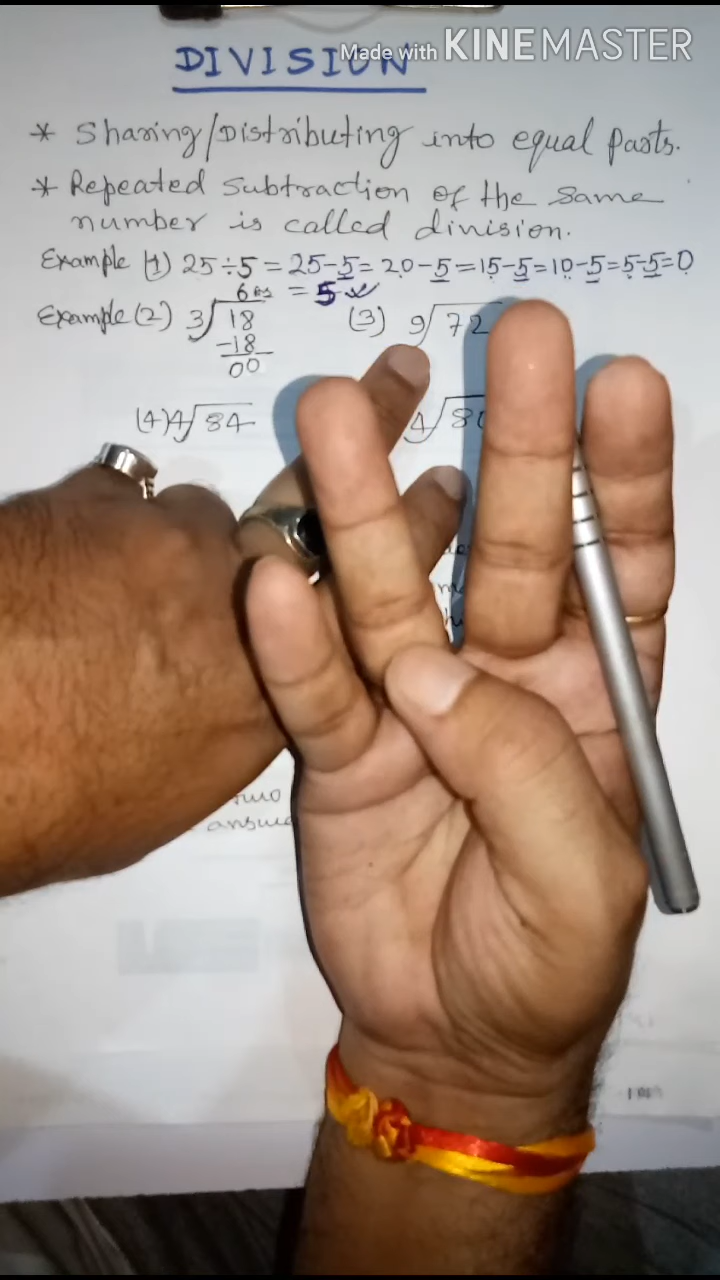 Made with KINEMASTER
DIVISION
* Sharing/Distributing into equal parts.
* Repeated subtraction of the same
number is called division.
Example (1) 25÷5 = 25-5= 20-5=15-5=10-5=5-5=0
= 5
Example (2) 3)18 (3) 9)72
6
-18
00
(4) 4)84 4)8
two